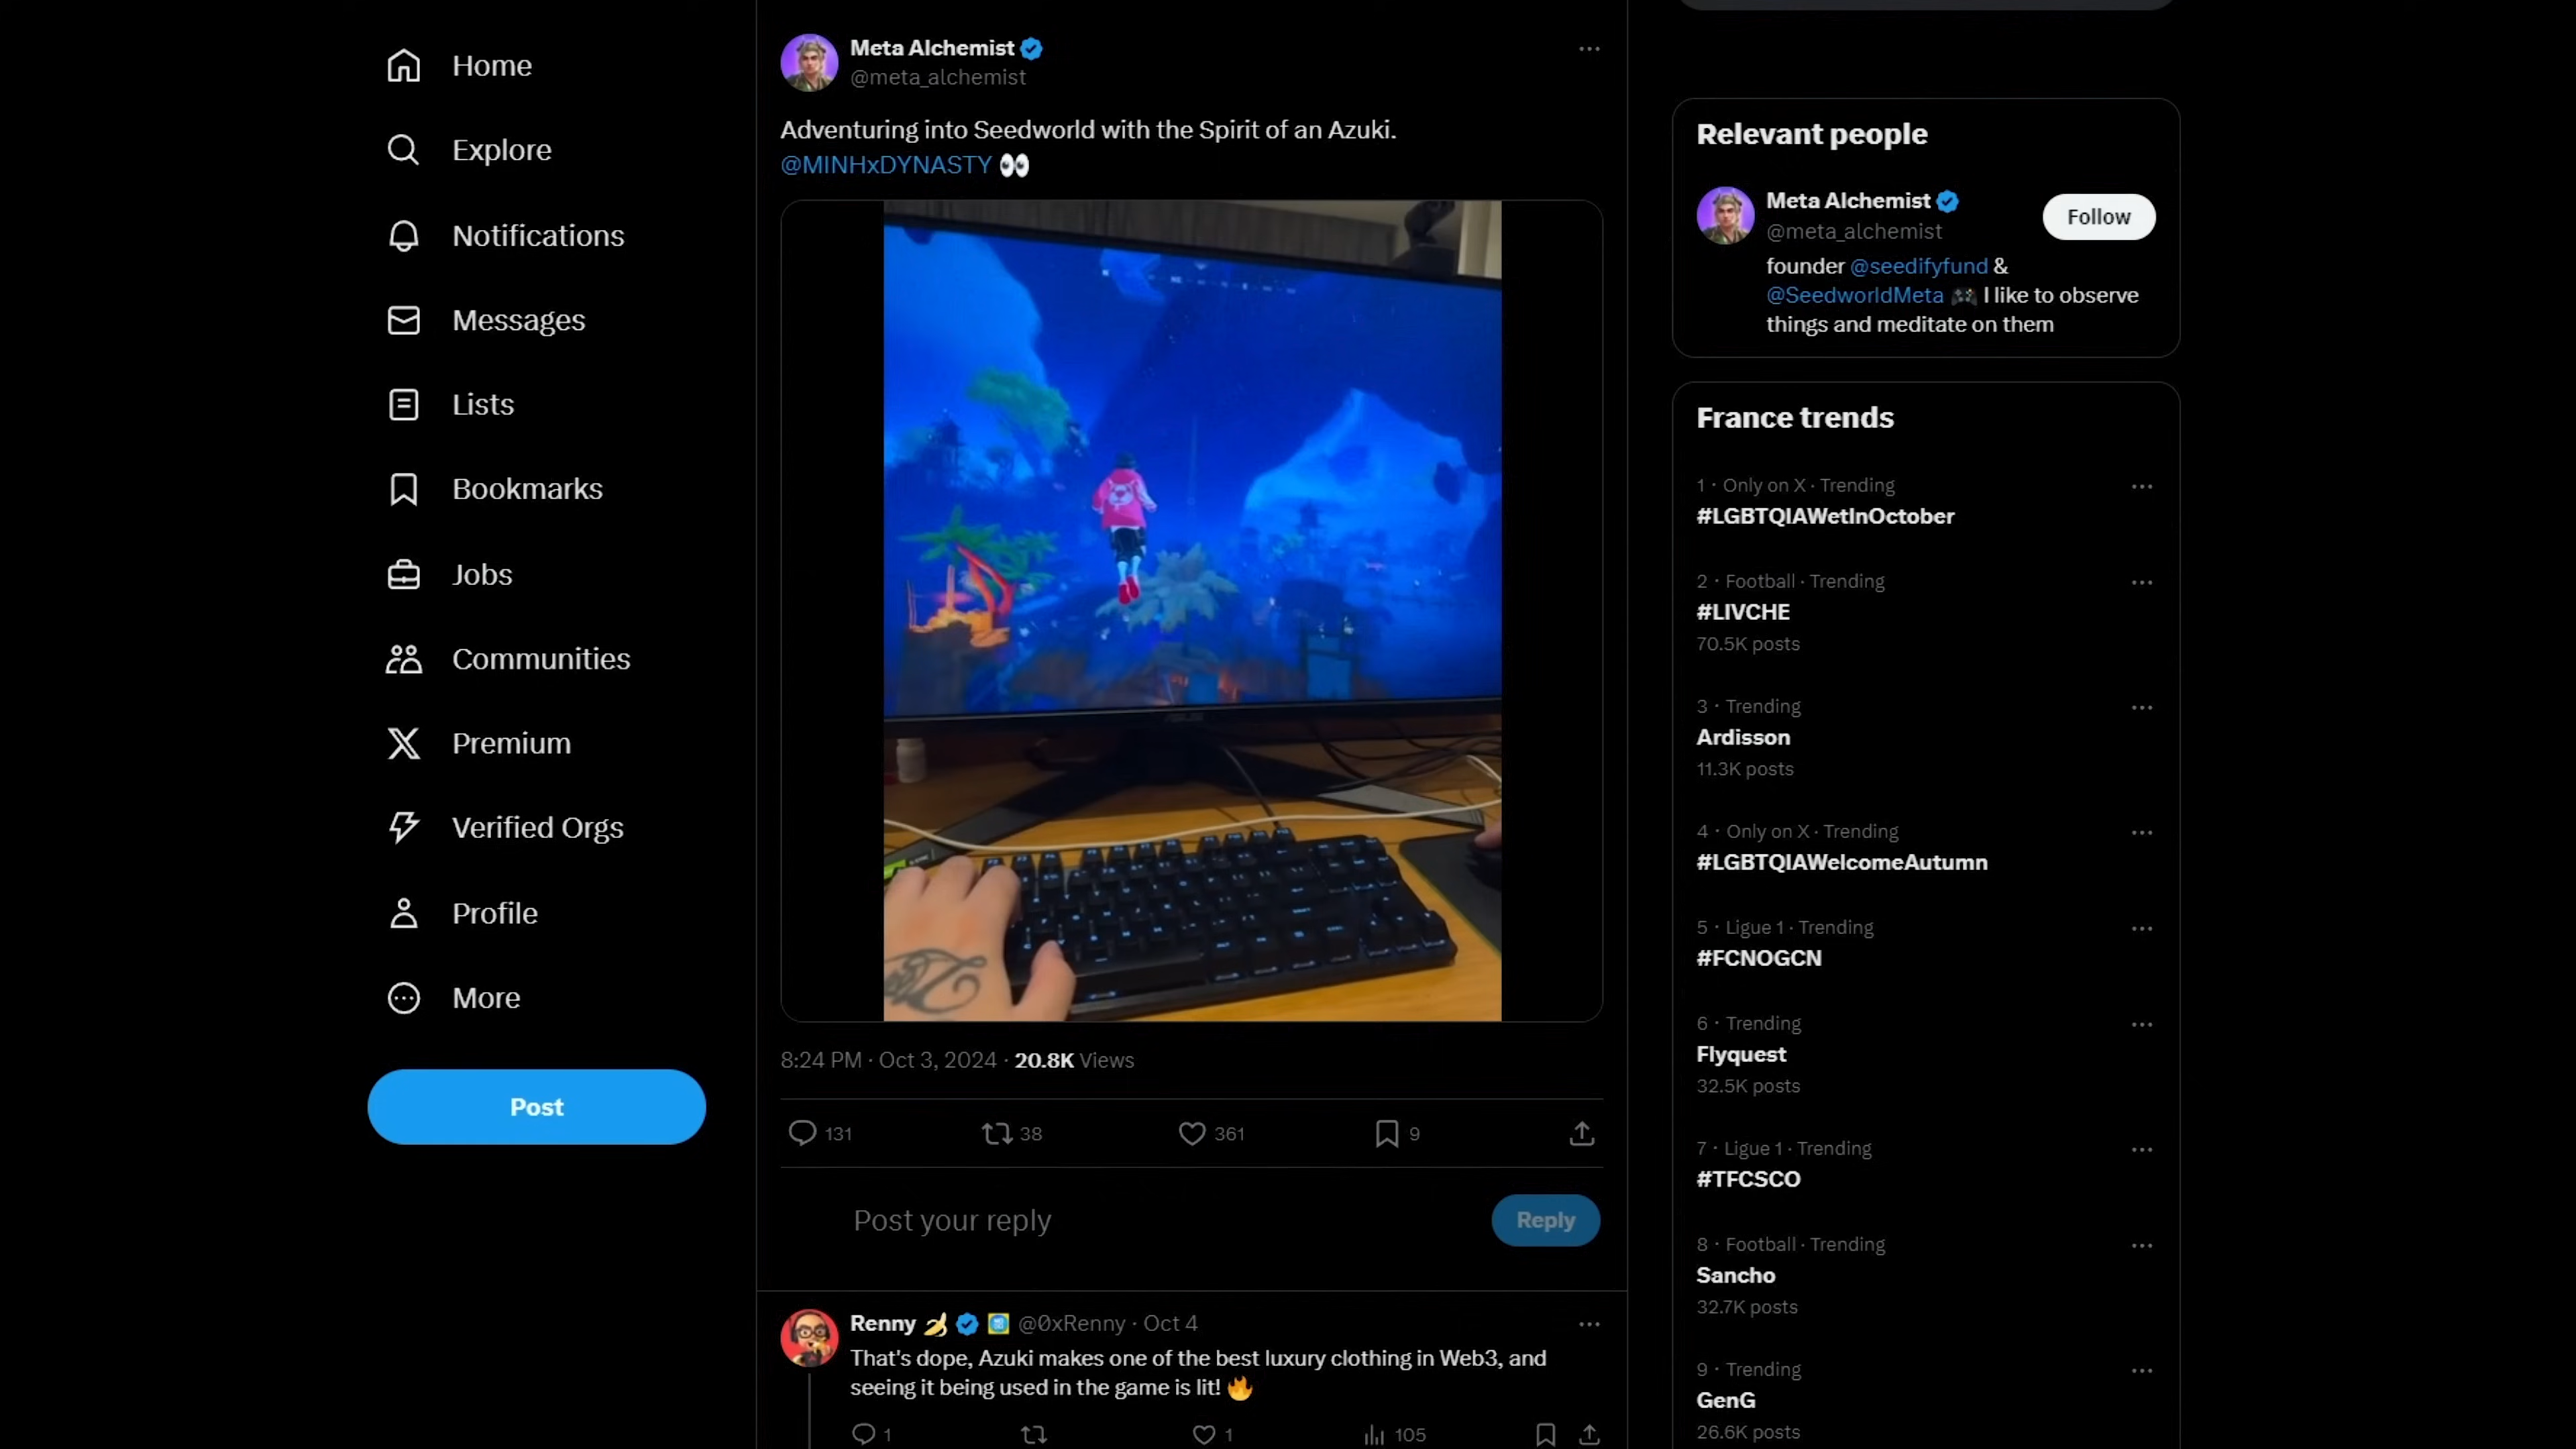 Home
Explore
Notifications
Messages
Lists
Bookmarks
Jobs
Communities
Premium
Verified Orgs
Profile
More
Post
Meta Alchemist
@meta_alchemist
Adventuring into Seedworld with the Spirit of an Azuki.
@MINHxDYNASTY 👀
8:24 PM · Oct 3, 2024 · 20.8K Views
131 38 361 9
Post your reply
Reply
Renny 🍌 @0xRenny · Oct 4
That's dope, Azuki makes one of the best luxury clothing in Web3, and
seeing it being used in the game is lit! 🔥
1 1 105
Relevant people
Meta Alchemist
@meta_alchemist
Follow
founder @seedifyfund &
@SeedworldMeta 🎮 I like to observe
things and meditate on them
France trends
1 · Only on X · Trending
#LGBTQIAWetInOctober
2 · Football · Trending
#LIVCHE
70.5K posts
3 · Trending
Ardisson
11.3K posts
4 · Only on X · Trending
#LGBTQIAWelcomeAutumn
5 · Ligue 1 · Trending
#FCNOGCN
6 · Trending
Flyquest
32.5K posts
7 · Ligue 1 · Trending
#TFCSCO
8 · Football · Trending
Sancho
32.7K posts
9 · Trending
GenG
26.6K posts